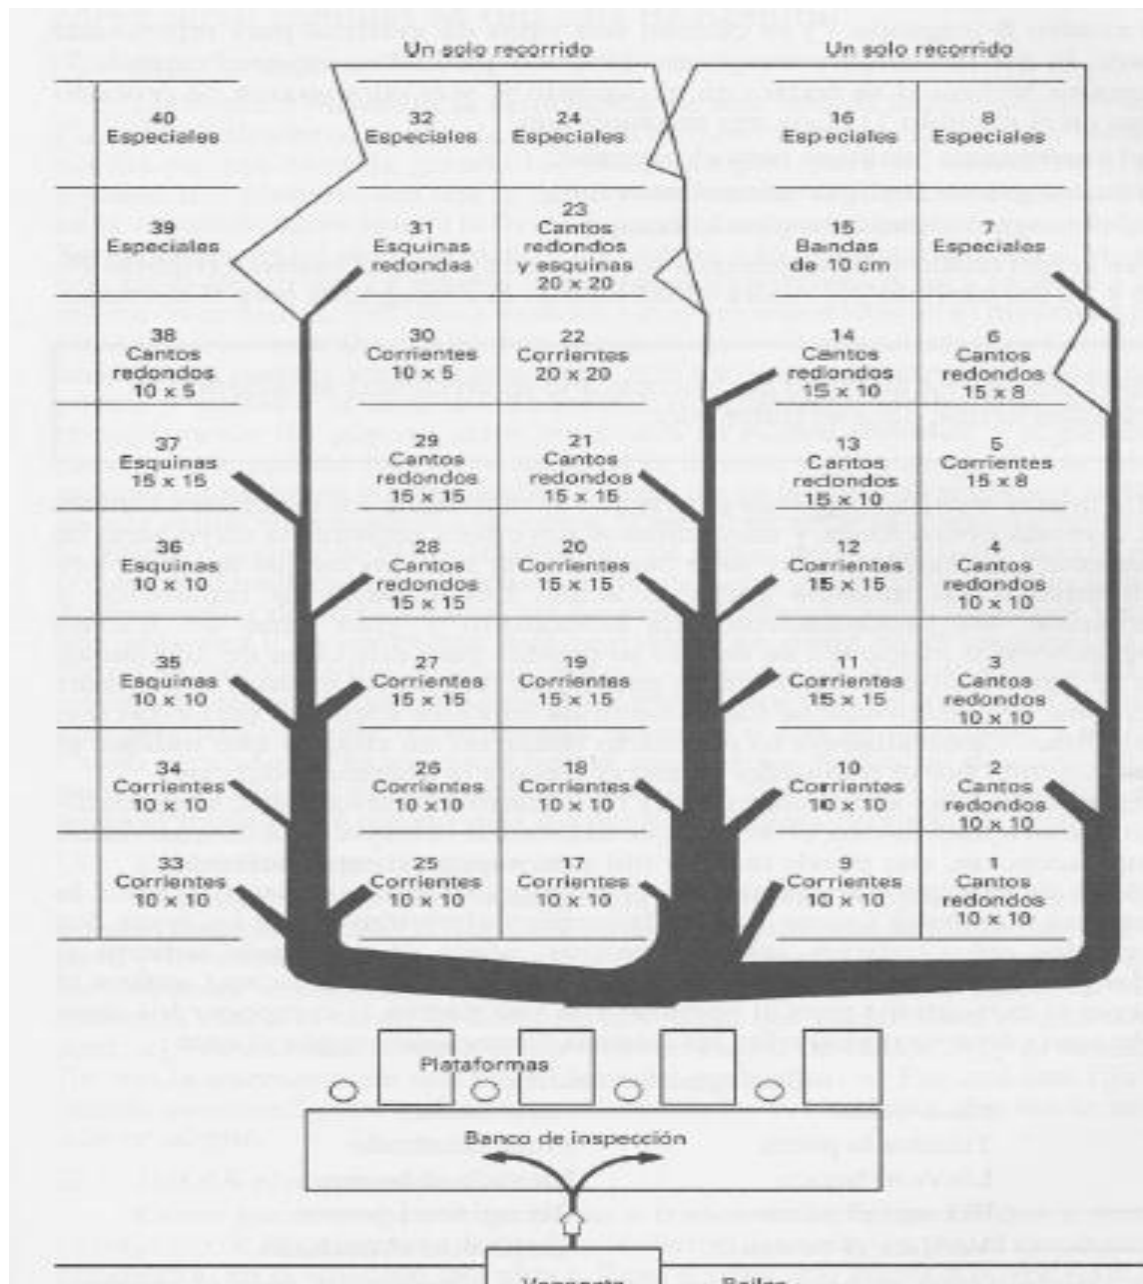 Un solo recorrido
Un solo recorrido
40
Especiales
32
Especiales
24
Especiales
16
Especiales
8
Especiales
39
Especiales
31
Esquinas
redondas
23
Cantos
redondos
y esquinas
20 x 20
15
Bandas
de 10 cm
7
Especiales
38
Cantos
redondos
10 x 5
30
Corrientes
10 x 5
22
Corrientes
20 x 20
14
Cantos
redondos
15 x 10
6
Cantos
redondos
15 x 8
37
Esquinas
15 x 15
29
Cantos
redondos
15 x 15
21
Cantos
redondos
15 x 15
13
Cantos
redondos
15 x 10
5
Corrientes
15 x 8
36
Esquinas
10 x 10
28
Cantos
redondos
15 x 15
20
Corrientes
15 x 15
12
Corrientes
15 x 15
4
Cantos
redondos
10 x 10
35
Esquinas
10 x 10
27
Corrientes
15 x 15
19
Corrientes
15 x 15
11
Corrientes
15 x 15
3
Cantos
redondos
10 x 10
34
Corrientes
10 x 10
26
Corrientes
10 x10
18
Corrientes
10 x 10
10
Corrientes
10 x 10
2
Cantos
redondos
10 x 10
33
Corrientes
10 x 10
25
Corrientes
10 x 10
17
Corrientes
10 x 10
9
Corrientes
10 x 10
1
Cantos
redondos
10 x 10
Plataformas
Banco de inspección